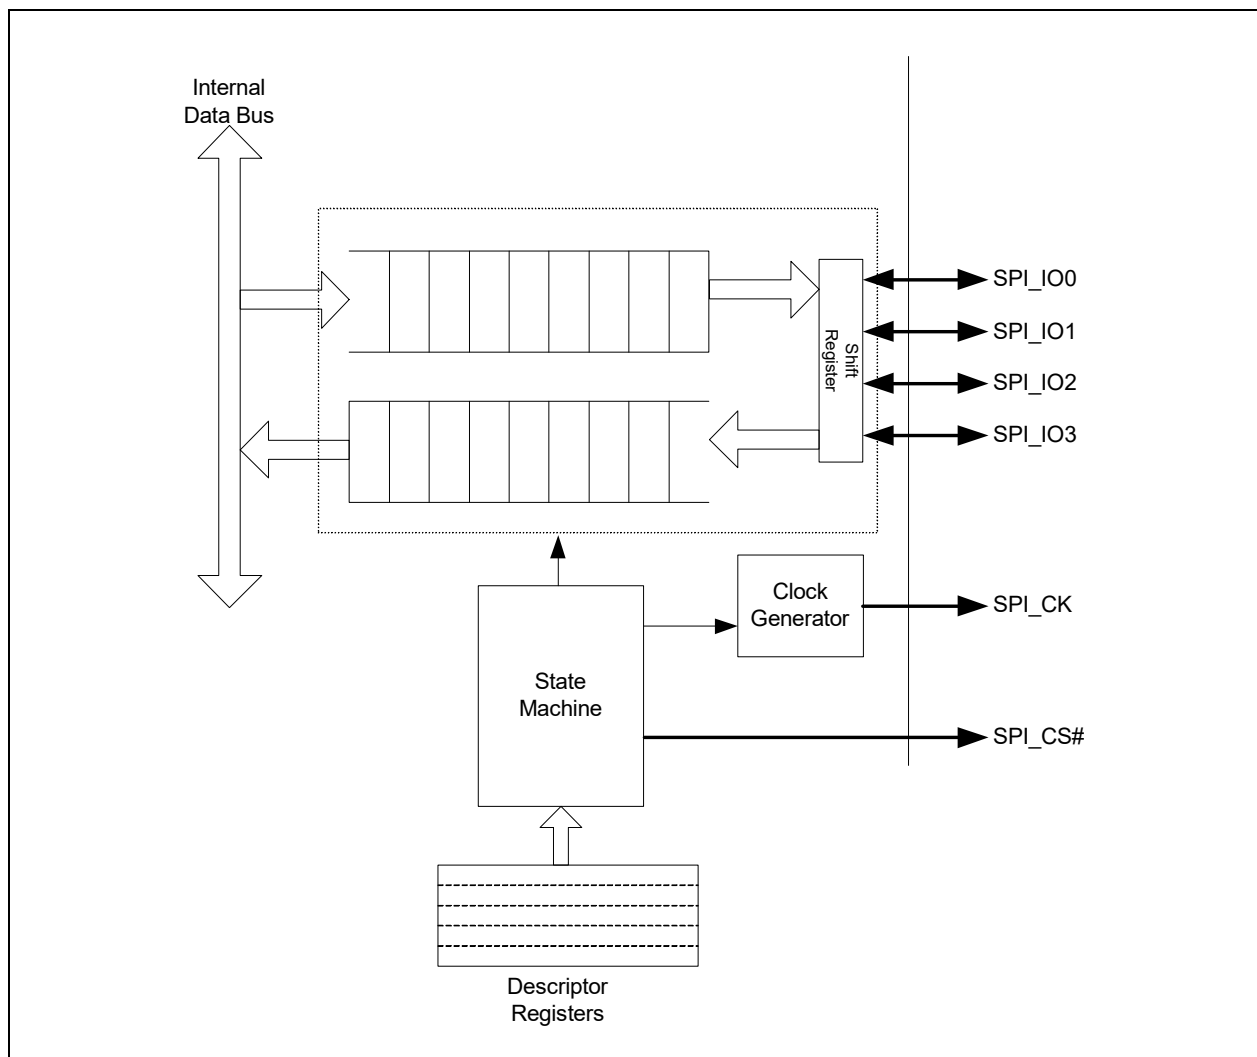 Internal
Data Bus
SPI_IO0
SPI_IO1
SPI_IO2
SPI_IO3
Shift
Register
Clock
Generator
SPI_CK
State
Machine
SPI_CS#
Descriptor
Registers